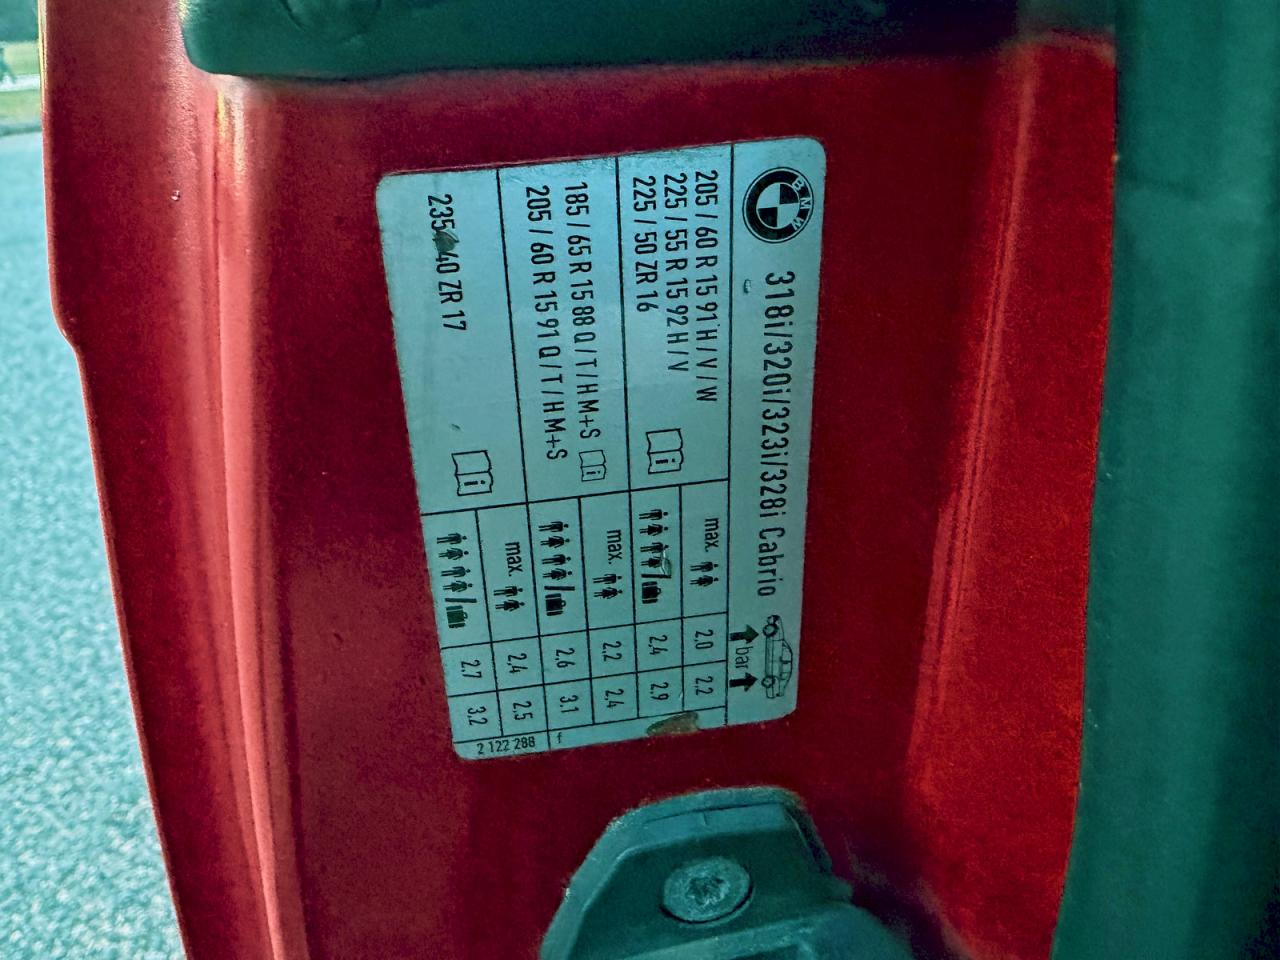 BMW
318i/320i/323i/328i Cabrio
bar
205 / 60 R 15 91 H / V / W
225 / 55 R 15 92 H / V
225 / 50 ZR 16
max. 2,0 2,2
2,4 2,9
185 / 65 R 15 88 Q / T / H M+S
205 / 60 R 15 91 Q / T / H M+S
max. 2,2 2,4
2,6 3,1
235/40 ZR 17
max. 2,4 2,5
2,7 3,2
2 122 288 f